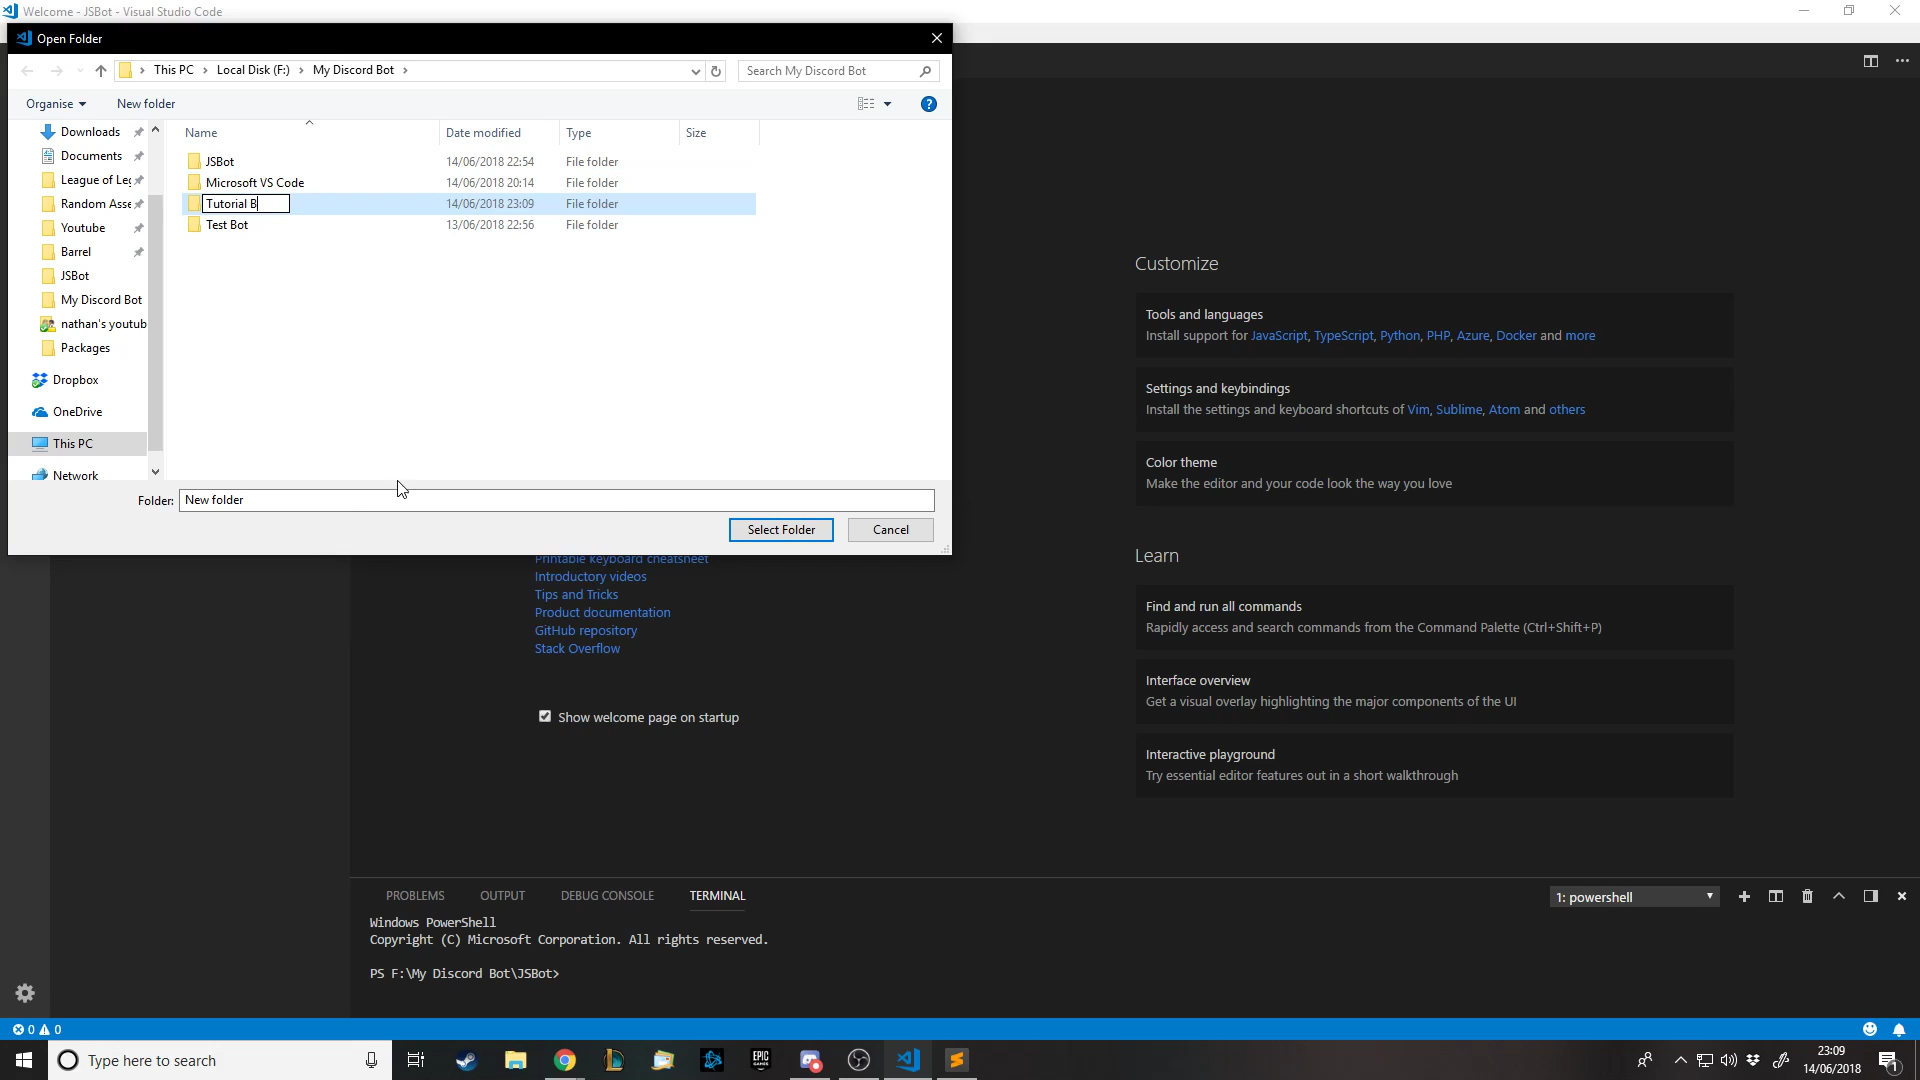 Welcome - JSBot - Visual Studio Code
Open Folder
This PC
Local Disk (F:)
My Discord Bot
Search My Discord Bot
Organise
New folder
Name
Date modified
Type
Size
Downloads
Documents
League of Le
Random Asse
Youtube
Barrel
JSBot
My Discord Bot
nathan's youtub
Packages
Dropbox
OneDrive
This PC
Network
JSBot 14/06/2018 22:54 File folder
Microsoft VS Code 14/06/2018 20:14 File folder
Tutorial B 14/06/2018 23:09 File folder
Test Bot 13/06/2018 22:56 File folder
Folder: New folder
Select Folder
Cancel
Printable keyboard cheatsheet
Introductory videos
Tips and Tricks
Product documentation
GitHub repository
Stack Overflow
Show welcome page on startup
Customize
Tools and languages
Install support for JavaScript, TypeScript, Python, PHP, Azure, Docker and more
Settings and keybindings
Install the settings and keyboard shortcuts of Vim, Sublime, Atom and others
Color theme
Make the editor and your code look the way you love
Learn
Find and run all commands
Rapidly access and search commands from the Command Palette (Ctrl+Shift+P)
Interface overview
Get a visual overlay highlighting the major components of the UI
Interactive playground
Try essential editor features out in a short walkthrough
PROBLEMS
OUTPUT
DEBUG CONSOLE
TERMINAL
1: powershell
Windows PowerShell
Copyright (C) Microsoft Corporation. All rights reserved.
PS F:\My Discord Bot\JSBot>
0 0
Type here to search
EPIC
GAMES
23:09
14/06/2018
1